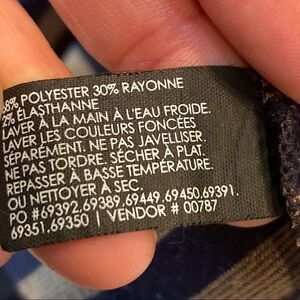 68% POLYESTER 30% RAYONNE
2% ÉLASTHANNE
LAVER À LA MAIN À L'EAU FROIDE.
LAVER LES COULEURS FONCÉES
SÉPARÉMENT. NE PAS JAVELLISER.
NE PAS TORDRE. SÉCHER À PLAT.
REPASSER À BASSE TEMPÉRATURE.
OU NETTOYER À SEC.
PO #69392.69389.69449.69450.69391.
69351.69350 | VENDOR # 00787